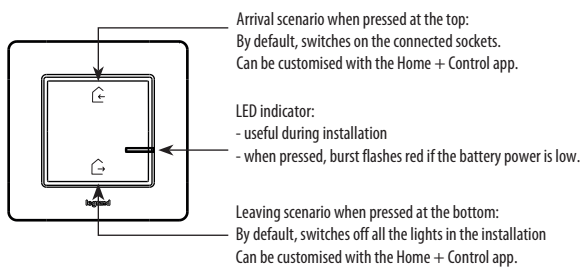 Arrival scenario when pressed at the top:
By default, switches on the connected sockets.
Can be customised with the Home + Control app.
LED indicator:
- useful during installation
- when pressed, burst flashes red if the battery power is low.
legrand
Leaving scenario when pressed at the bottom:
By default, switches off all the lights in the installation
Can be customised with the Home + Control app.